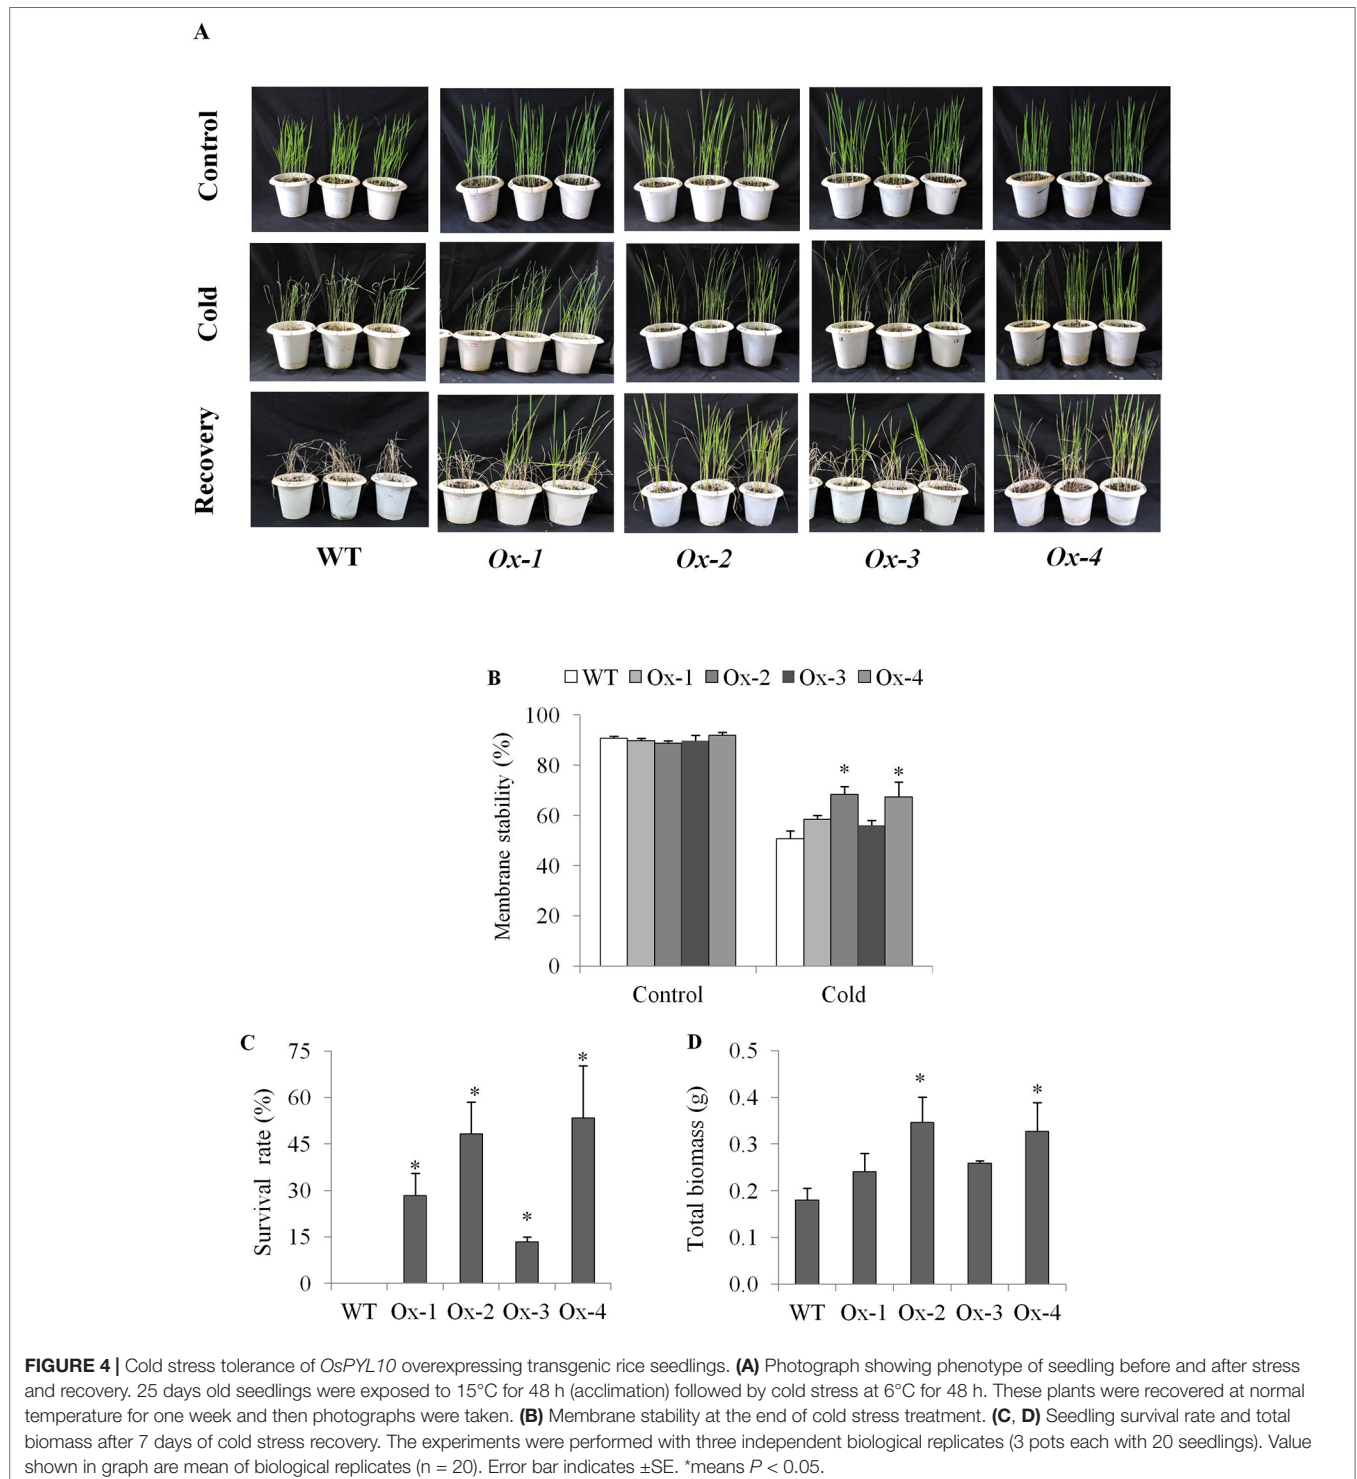 A
Control
Cold
Recovery
WT
Ox-1
Ox-2
Ox-3
Ox-4
B
WT Ox-1 Ox-2 Ox-3 Ox-4
Membrane stability (%)
100
80
60
40
20
0
* *
Control Cold
C
Survival rate (%)
75
60
45
30
15
0
* * * *
WT Ox-1 Ox-2 Ox-3 Ox-4
D
Total biomass (g)
0.5
0.4
0.3
0.2
0.1
0.0
* *
WT Ox-1 Ox-2 Ox-3 Ox-4
FIGURE 4 | Cold stress tolerance of OsPYL10 overexpressing transgenic rice seedlings. (A) Photograph showing phenotype of seedling before and after stress
and recovery. 25 days old seedlings were exposed to 15°C for 48 h (acclimation) followed by cold stress at 6°C for 48 h. These plants were recovered at normal
temperature for one week and then photographs were taken. (B) Membrane stability at the end of cold stress treatment. (C, D) Seedling survival rate and total
biomass after 7 days of cold stress recovery. The experiments were performed with three independent biological replicates (3 pots each with 20 seedlings). Value
shown in graph are mean of biological replicates (n = 20). Error bar indicates ±SE. *means P < 0.05.